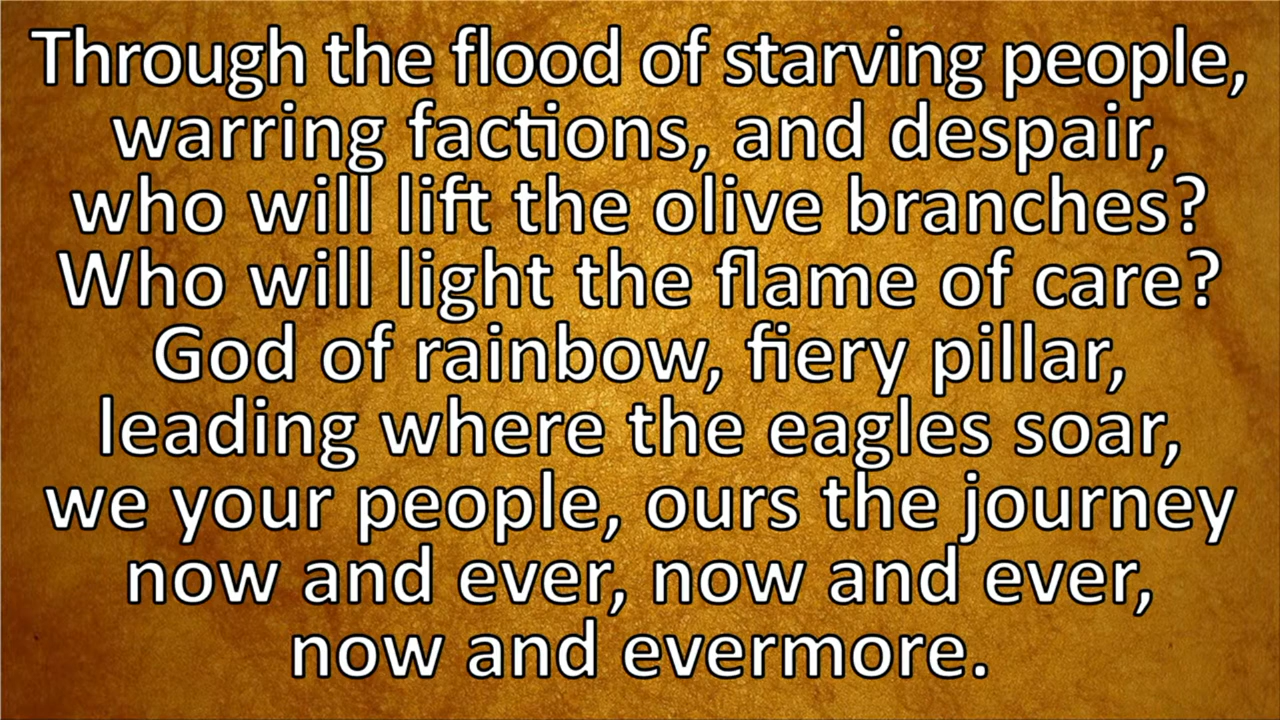 Through the flood of starving people,
warring factions, and despair,
who will lift the olive branches?
Who will light the flame of care?
God of rainbow, fiery pillar,
leading where the eagles soar,
we your people, ours the journey
now and ever, now and ever,
now and evermore.